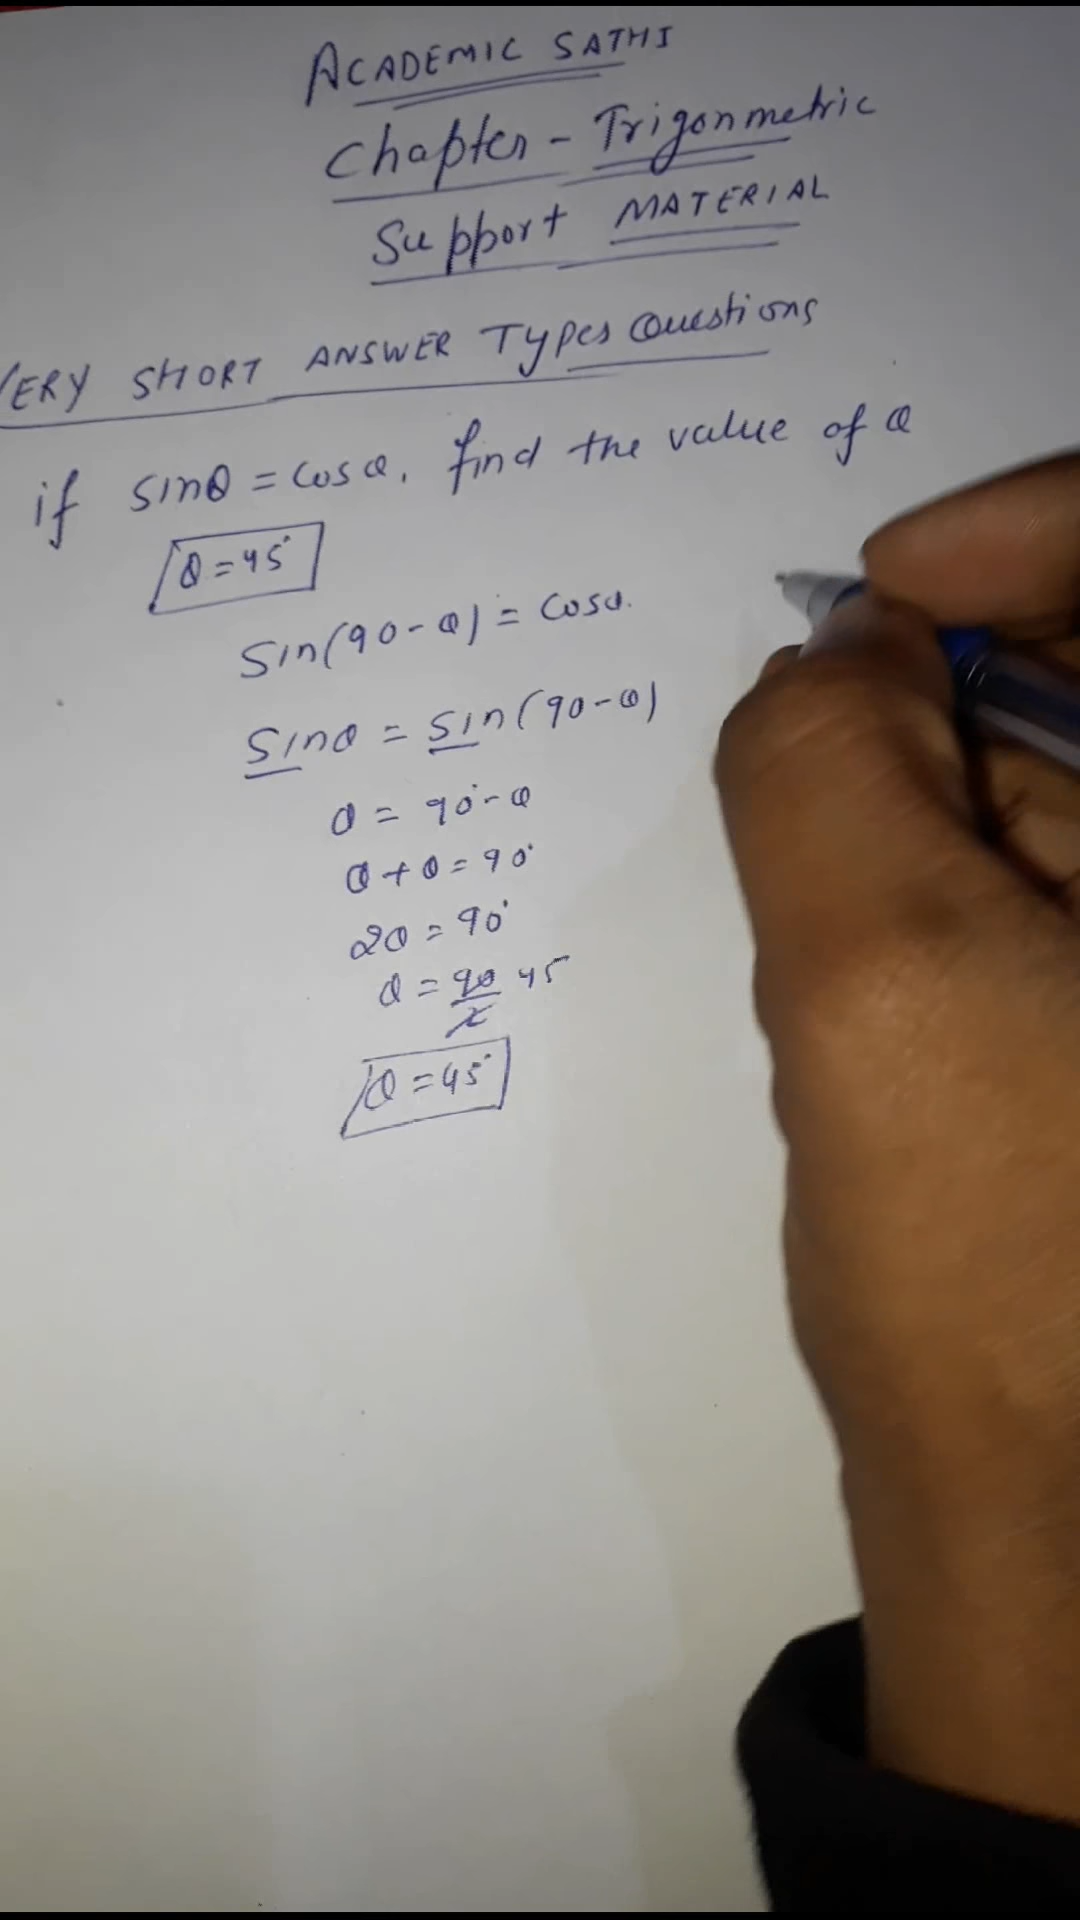 ACADEMIC SATHI
Chapter - Trigonmetric
Support MATERIAL
VERY SHORT ANSWER Types Questions
if sinθ = cosθ, find the value of θ
θ = 45°
Sin(90-θ) = cosθ.
Sinθ = Sin(90-θ)
θ = 90°-θ
θ + θ = 90°
2θ = 90°
θ = 90/2 45
θ = 45°